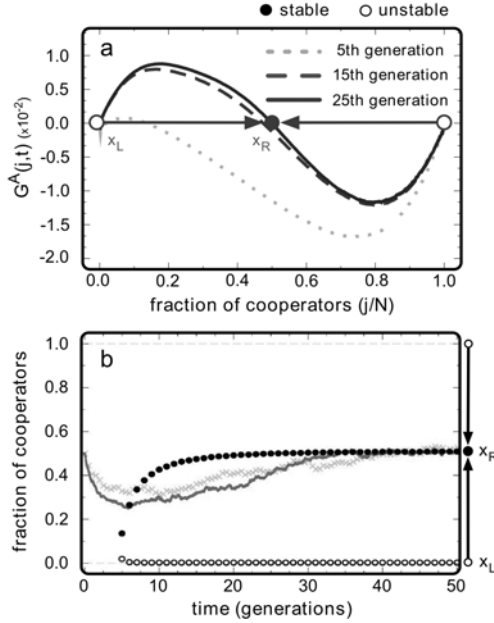 ● stable ○ unstable
a
5th generation
15th generation
25th generation
1.0
0.5
0.0
-0.5
-1.0
-1.5
-2.0
x_L
x_R
G^A(j,t) (x10^-2)
0.0 0.2 0.4 0.6 0.8 1.0
fraction of cooperators (j/N)
b
1.0
0.8
0.6
0.4
0.2
0.0
fraction of cooperators
x_R
x_L
0 10 20 30 40 50
time (generations)